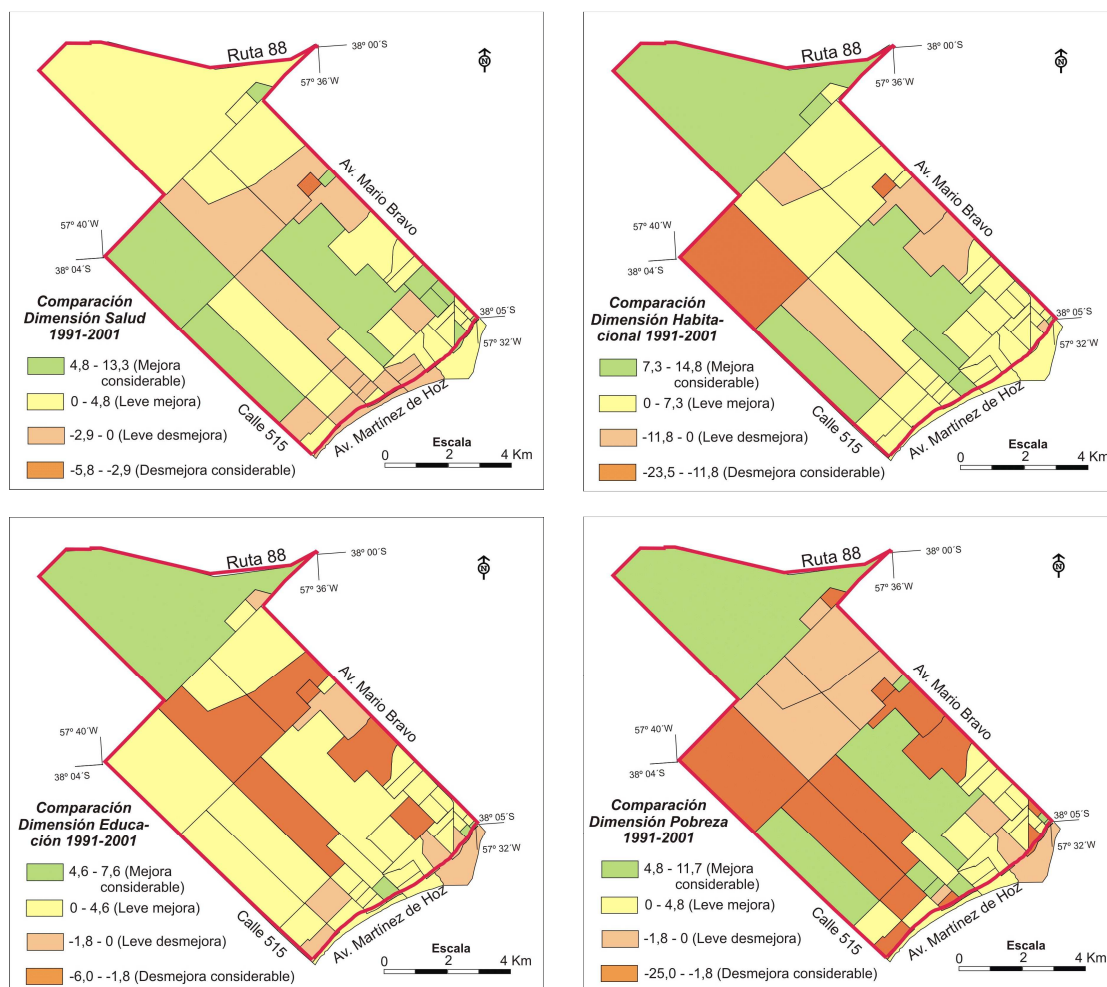 Ruta 88
38º 00´S
57º 36´W
N
Av. Mario Bravo
57º 40´W
38º 04´S
Comparación
Dimensión Salud
1991-2001
4,8 - 13,3 (Mejora
considerable)
0 - 4,8 (Leve mejora)
-2,9 - 0 (Leve desmejora)
-5,8 - -2,9 (Desmejora considerable)
38º 05´S
57º 32´W
Calle 515
Av. Martínez de Hoz
Escala
0 2 4 Km
Ruta 88
38º 00´S
57º 36´W
N
Av. Mario Bravo
57º 40´W
38º 04´S
Comparación
Dimensión Habita-
cional 1991-2001
7,3 - 14,8 (Mejora
considerable)
0 - 7,3 (Leve mejora)
-11,8 - 0 (Leve desmejora)
-23,5 - -11,8 (Desmejora considerable)
38º 05´S
57º 32´W
Calle 515
Av. Martínez de Hoz
Escala
0 2 4 Km
Ruta 88
38º 00´S
57º 36´W
N
Av. Mario Bravo
57º 40´W
38º 04´S
Comparación
Dimensión Educa-
ción 1991-2001
4,6 - 7,6 (Mejora
considerable)
0 - 4,6 (Leve mejora)
-1,8 - 0 (Leve desmejora)
-6,0 - -1,8 (Desmejora considerable)
38º 05´S
57º 32´W
Calle 515
Av. Martínez de Hoz
Escala
0 2 4 Km
Ruta 88
38º 00´S
57º 36´W
N
Av. Mario Bravo
57º 40´W
38º 04´S
Comparación
Dimensión Pobreza
1991-2001
4,8 - 11,7 (Mejora
considerable)
0 - 4,8 (Leve mejora)
-1,8 - 0 (Leve desmejora)
-25,0 - -1,8 (Desmejora considerable)
38º 05´S
57º 32´W
Calle 515
Av. Martínez de Hoz
Escala
0 2 4 Km